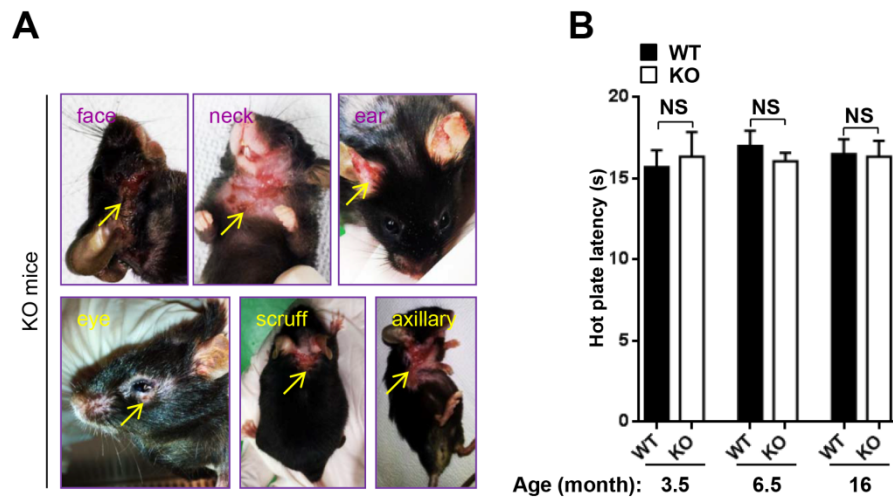 A
KO mice
face
neck
ear
eye
scruff
axillary
B
WT
KO
Hot plate latency (s)
20
15
10
5
0
NS
NS
NS
WT
KO
WT
KO
WT
KO
Age (month): 3.5 6.5 16